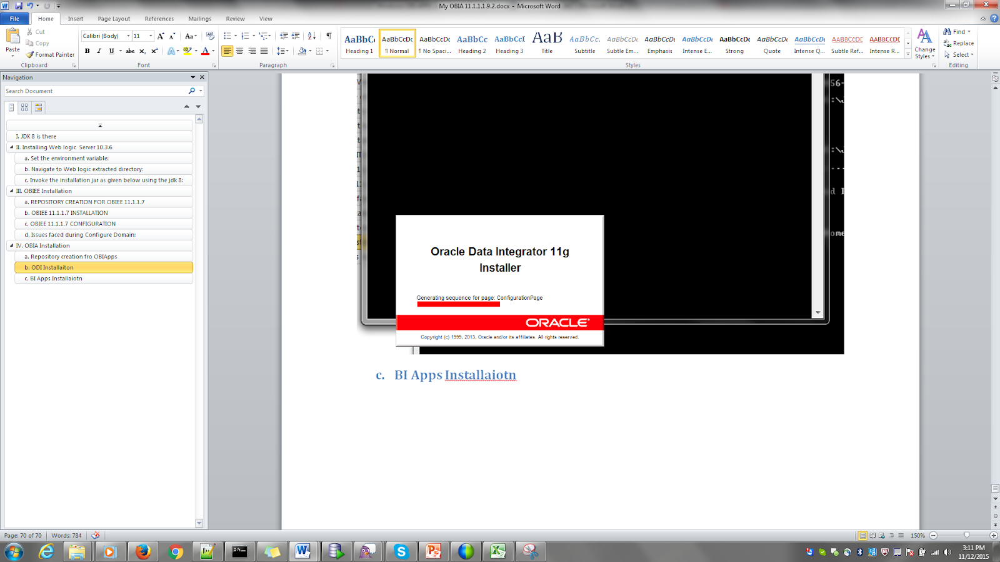 My OBIA 11.1.1.1.9.2.docx - Microsoft Word
File Home Insert Page Layout References Mailings Review View
Paste
Cut
Copy
Format Painter
Clipboard
Calibri (Body) 11
Font
Paragraph
AaBbCc AaBbCcDc AaBbCcDc AaBbCc AaBbCcI AaB AaBbCc. AaBbCcDc AaBbCcDc AaBbCcDc AaBbCcDc AaBbCcDc AaBbCcDc AABBCCDD AABBCCDD
Heading 1 ¶ Normal ¶ No Spaci... Heading 2 Heading 3 Title Subtitle Subtle Em... Emphasis Intense E... Strong Quote Intense Q... Subtle Ref... Intense R...
Styles
Change Styles
Find
Replace
Select
Editing
Navigation
Search Document
I. JDK 8 is there
II. Installing Web logic Server 10.3.6
a. Set the environment variable:
b. Navigate to Web logic extracted directory:
c. Invoke the installation jar as given below using the jdk 8:
III. OBIEE Installation
a. REPOSITORY CREATION FOR OBIEE 11.1.1.7
b. OBIEE 11.1.1.7 INSTALLATION
c. OBIEE 11.1.1.7 CONFIGURATION
d. Issues faced during Configure Domain:
IV. OBIA Installation
a. Repository creation fro OBIApps
b. ODI Installaiton
c. BI Apps Installaiotn
56-
:\J
:\J
---
d I
ome
Oracle Data Integrator 11g
Installer
Generating sequence for page: ConfigurationPage
ORACLE
Copyright (c) 1999, 2013, Oracle and/or its affiliates. All rights reserved.
c. BI Apps Installaiotn
Page: 70 of 70 Words: 784
150%
3:11 PM
11/12/2015